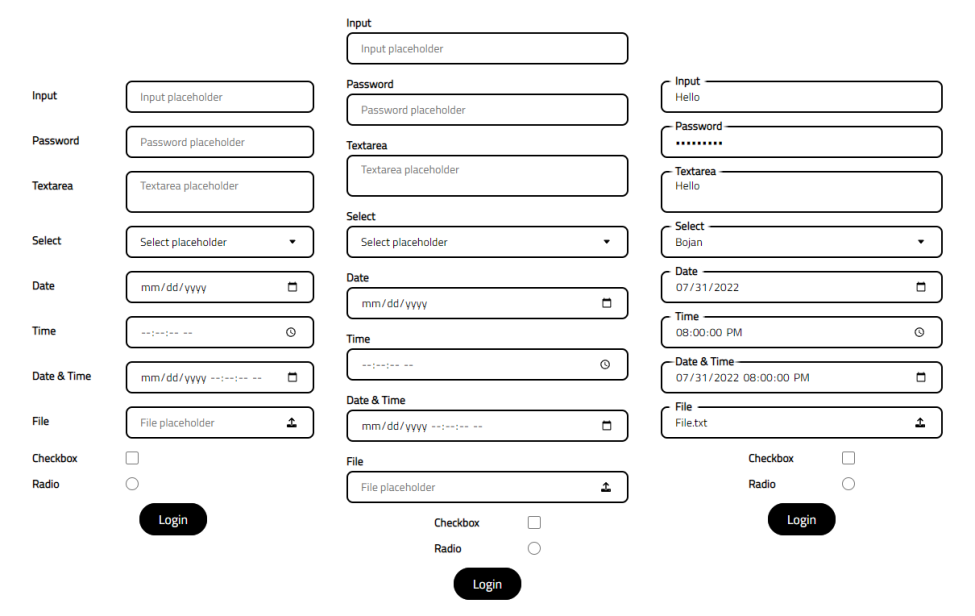 Input
Input placeholder
Password
Password placeholder
Textarea
Textarea placeholder
Select
Select placeholder
Date
mm/dd/yyyy
Time
--:--:-- --
Date & Time
mm/dd/yyyy --:--:-- --
File
File placeholder
Checkbox
Radio
Login
Input
Input placeholder
Password
Password placeholder
Textarea
Textarea placeholder
Select
Select placeholder
Date
mm/dd/yyyy
Time
--:--:-- --
Date & Time
mm/dd/yyyy --:--:-- --
File
File placeholder
Checkbox
Radio
Login
Input
Hello
Password
•••••••••
Textarea
Hello
Select
Bojan
Date
07/31/2022
Time
08:00:00 PM
Date & Time
07/31/2022 08:00:00 PM
File
File.txt
Checkbox
Radio
Login